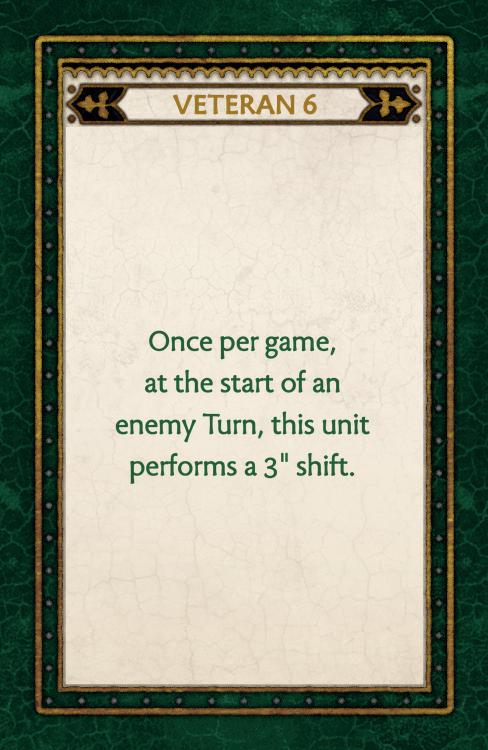 VETERAN 6
Once per game,
at the start of an
enemy Turn, this unit
performs a 3" shift.